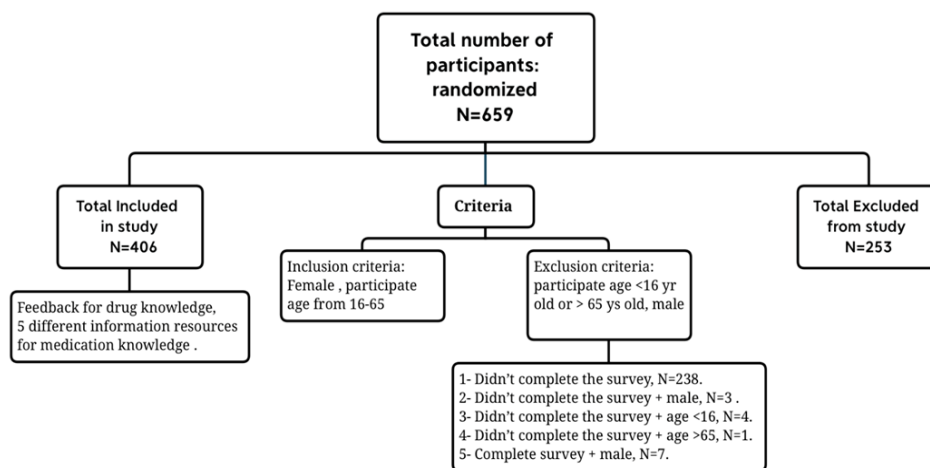 Total number of
participants:
randomized
N=659
Total Included
in study
N=406
Criteria
Total Excluded
from study
N=253
Inclusion criteria:
Female , participate
age from 16-65
Exclusion criteria:
participate age <16 yr
old or > 65 ys old, male
Feedback for drug knowledge,
5 different information resources
for medication knowledge .
1- Didn't complete the survey, N=238.
2- Didn't complete the survey + male, N=3 .
3- Didn't complete the survey + age <16, N=4.
4- Didn't complete the survey + age >65, N=1.
5- Complete survey + male, N=7.